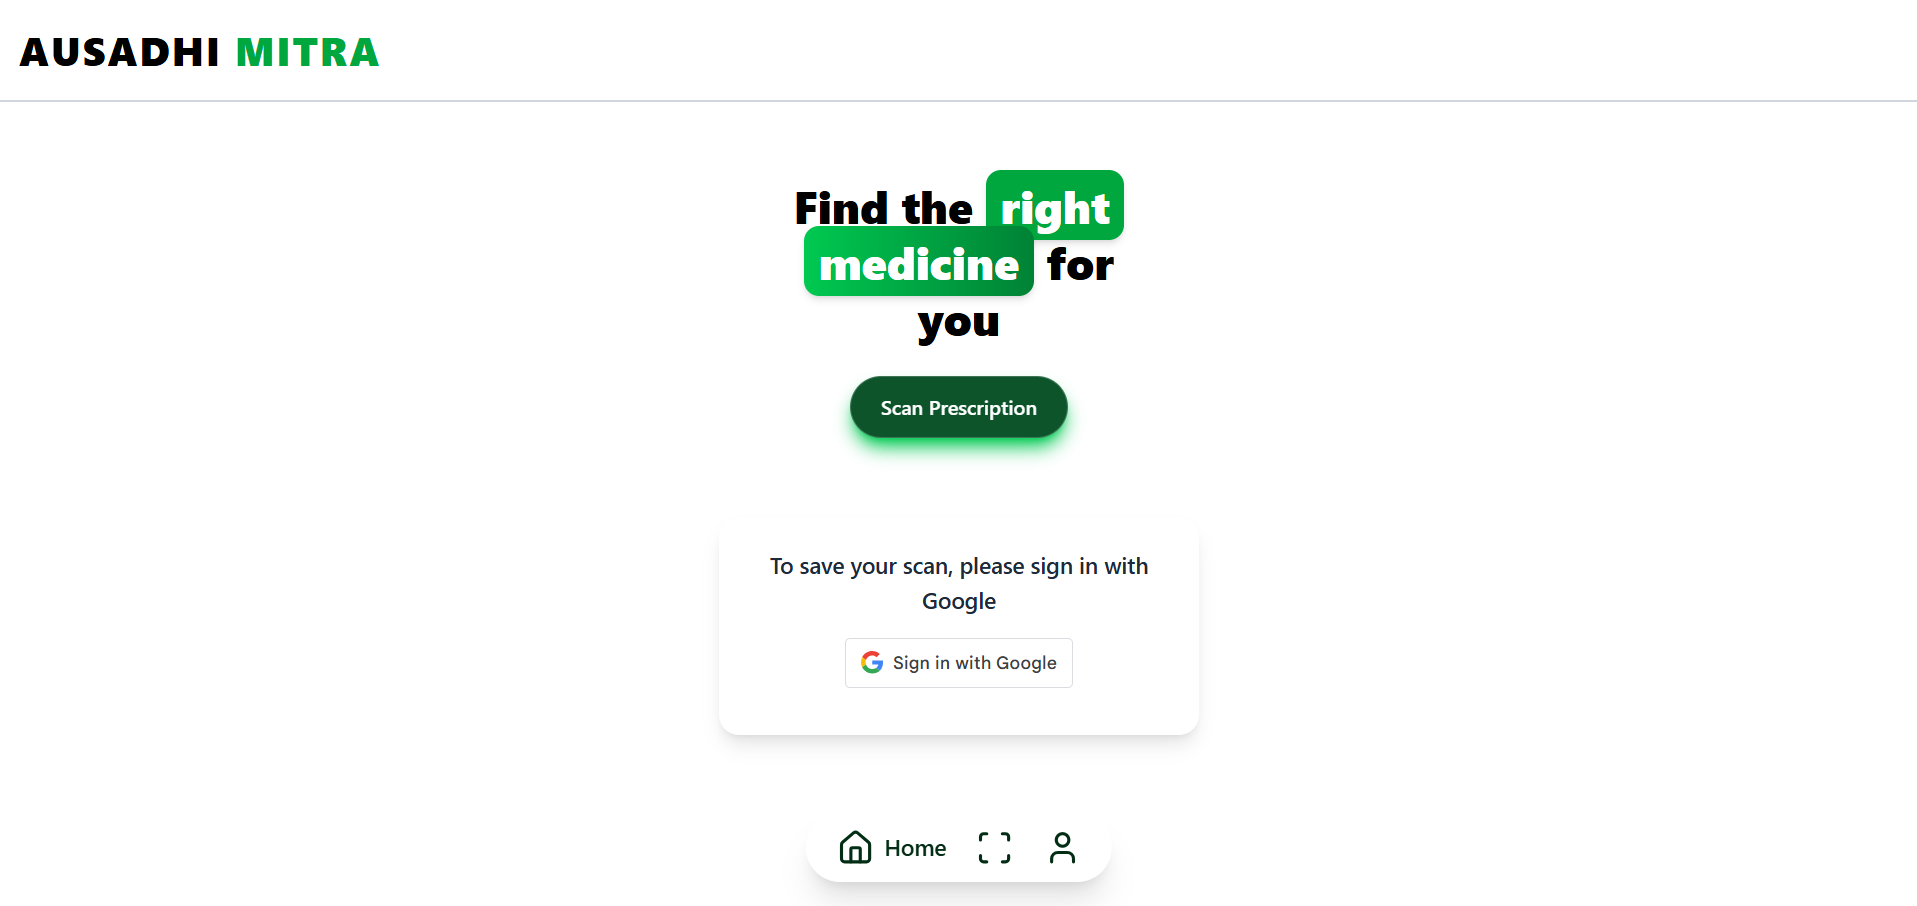 AUSADHI MITRA
Find the right
medicine for
you
Scan Prescription
To save your scan, please sign in with
Google
Sign in with Google
Home